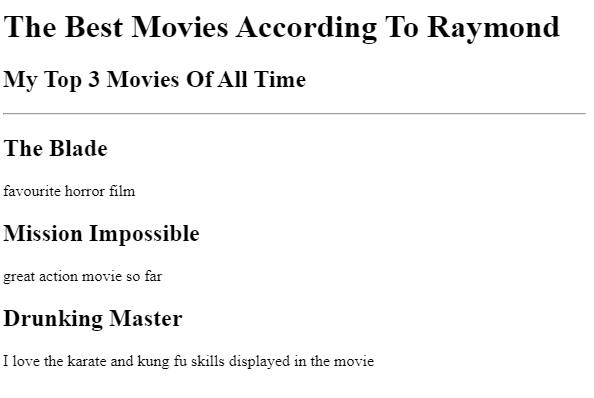 The Best Movies According To Raymond
My Top 3 Movies Of All Time
The Blade
favourite horror film
Mission Impossible
great action movie so far
Drunking Master
I love the karate and kung fu skills displayed in the movie